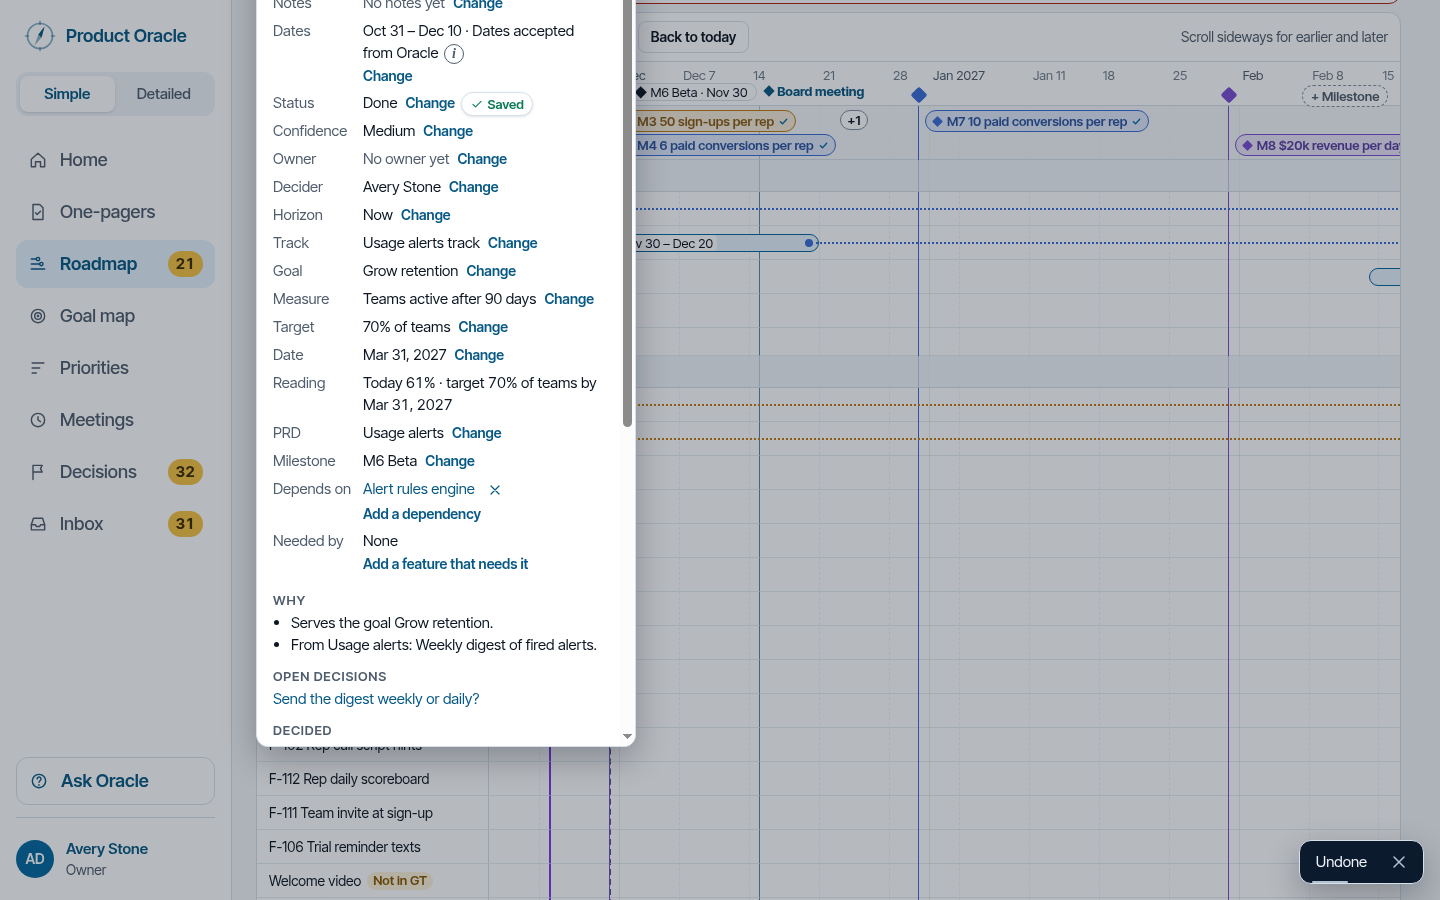 Product Oracle
Simple
Detailed
Home
One-pagers
Roadmap 21
Goal map
Priorities
Meetings
Decisions 32
Inbox 31
Ask Oracle
AD
Avery Stone
Owner
Notes No notes yet Change
Dates Oct 31 – Dec 10 · Dates accepted
from Oracle i
Change
Status Done Change ✓ Saved
Confidence Medium Change
Owner No owner yet Change
Decider Avery Stone Change
Horizon Now Change
Track Usage alerts track Change
Goal Grow retention Change
Measure Teams active after 90 days Change
Target 70% of teams Change
Date Mar 31, 2027 Change
Reading Today 61% · target 70% of teams by
Mar 31, 2027
PRD Usage alerts Change
Milestone M6 Beta Change
Depends on Alert rules engine
Add a dependency
Needed by None
Add a feature that needs it
WHY
• Serves the goal Grow retention.
• From Usage alerts: Weekly digest of fired alerts.
OPEN DECISIONS
Send the digest weekly or daily?
DECIDED
Back to today
Scroll sideways for earlier and later
Dec 7 14 21 28 Jan 2027 Jan 11 18 25 Feb Feb 8 15
M6 Beta · Nov 30
Board meeting
+ Milestone
M3 50 sign-ups per rep ✓
+1
M7 10 paid conversions per rep ✓
M4 6 paid conversions per rep ✓
M8 $20k revenue per
30 – Dec 20
F-112 Rep daily scoreboard
F-111 Team invite at sign-up
F-106 Trial reminder texts
Welcome video Not in GT
Undone